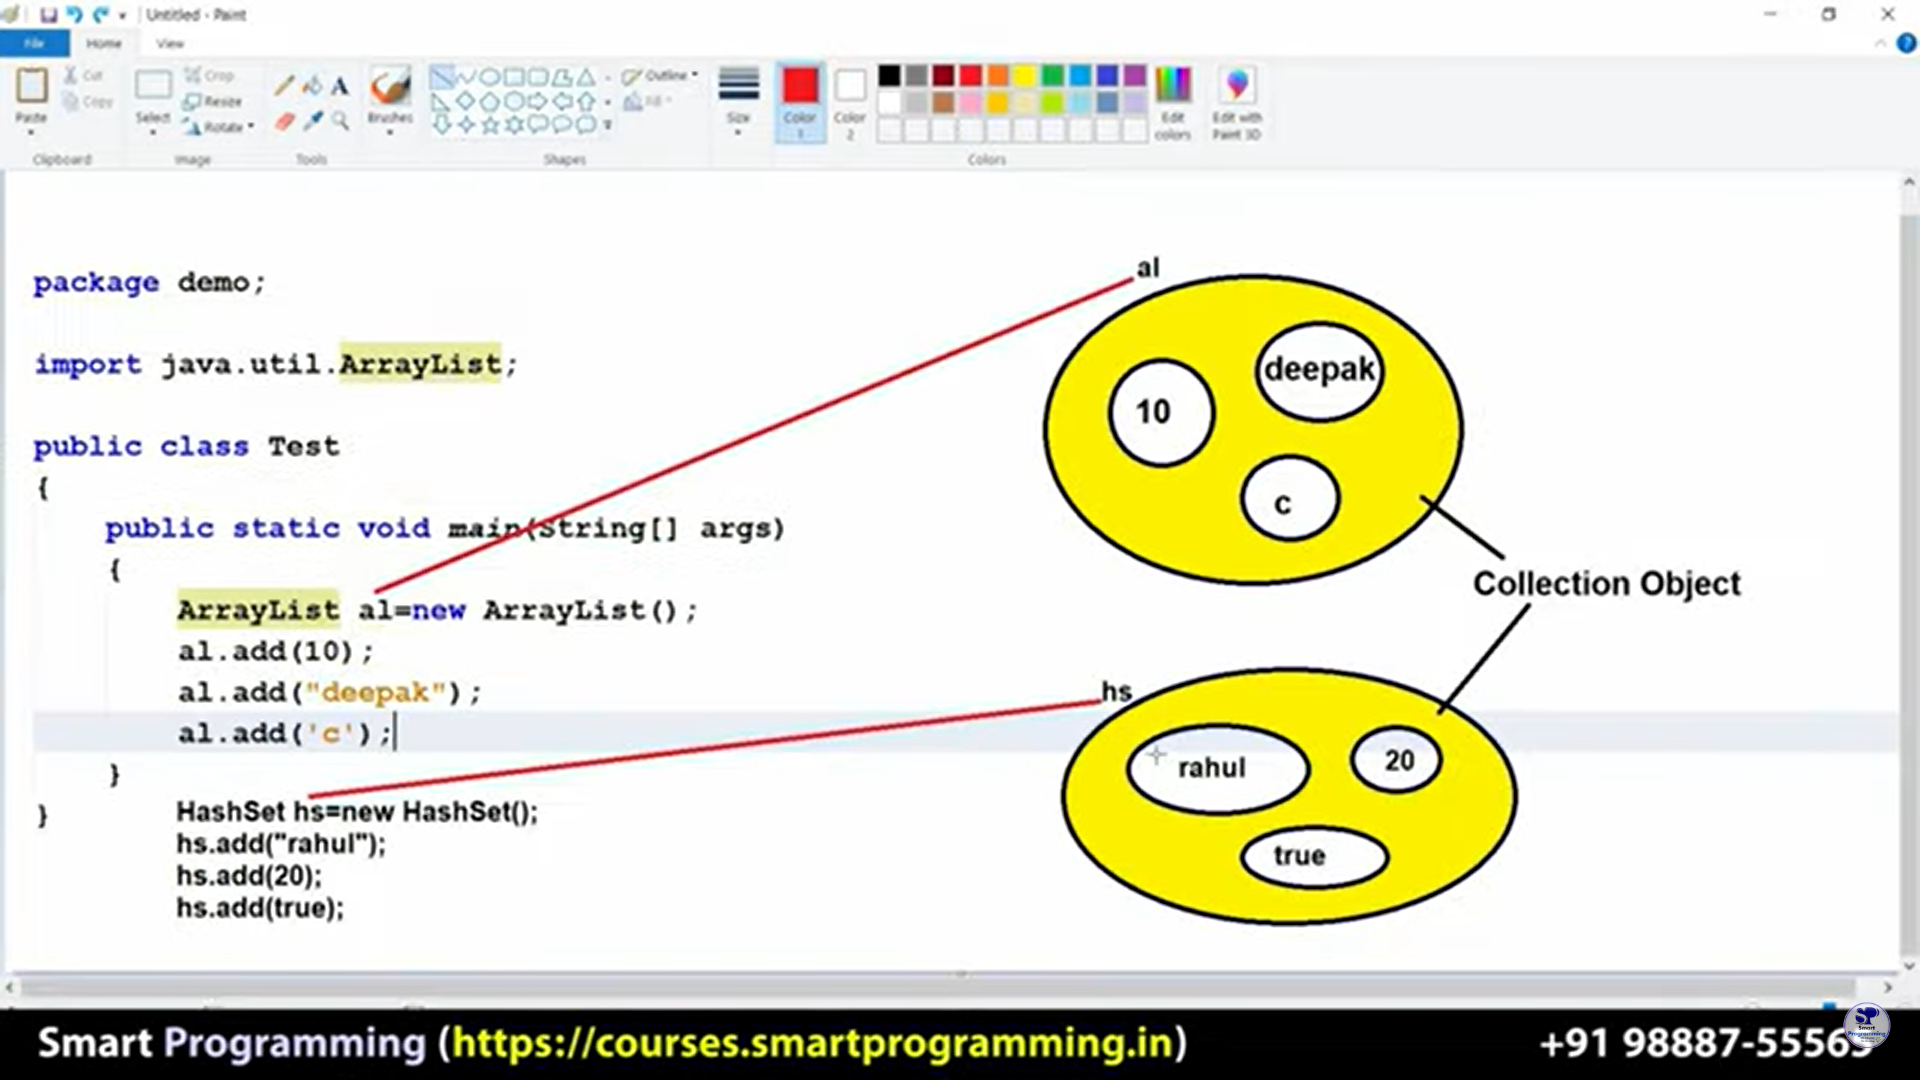 Untitled - Paint
File Home View
Paste
Cut
Copy
Clipboard
Select
Crop
Resize
Rotate
Image
Tools
Brushes
Shapes
Outline
Fill
Size
Color 1
Color 2
Edit colors
Edit with Paint 3D
Colors
package demo;
import java.util.ArrayList;
public class Test
{
public static void main(String[] args)
{
ArrayList al=new ArrayList();
al.add(10);
al.add("deepak");
al.add('c');
}
}
HashSet hs=new HashSet();
hs.add("rahul");
hs.add(20);
hs.add(true);
al
10
deepak
c
Collection Object
hs
rahul
20
true
Smart Programming (https://courses.smartprogramming.in)
+91 98887-5556
SP
Smart
Programming